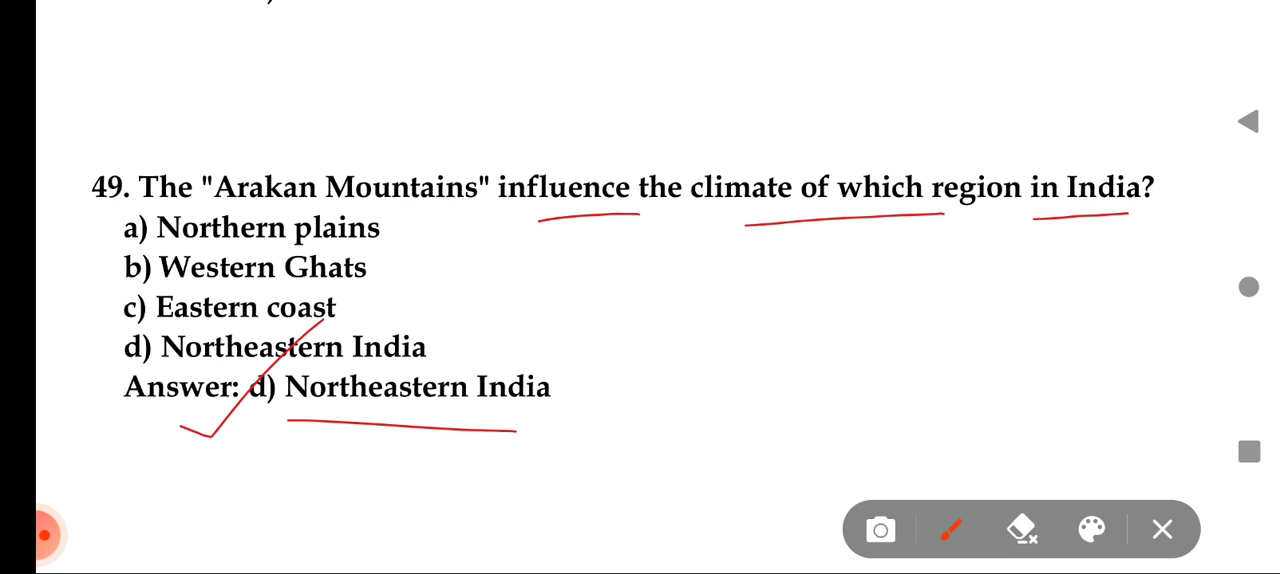 49. The "Arakan Mountains" influence the climate of which region in India?
a) Northern plains
b) Western Ghats
c) Eastern coast
d) Northeastern India
Answer: d) Northeastern India